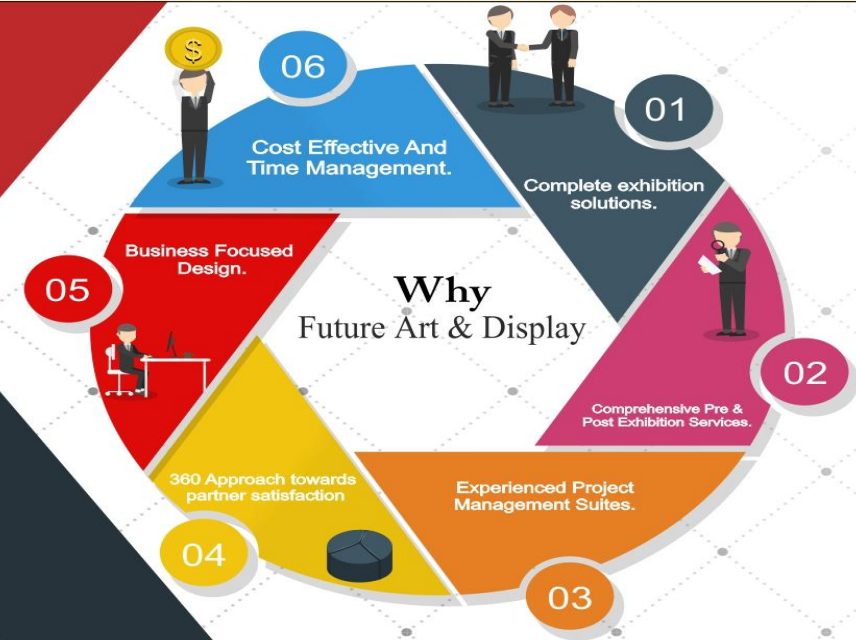 Why
Future Art & Display
01
Complete exhibition
solutions.
02
Comprehensive Pre &
Post Exhibition Services.
03
Experienced Project
Management Suites.
04
360 Approach towards
partner satisfaction
05
Business Focused
Design.
06
Cost Effective And
Time Management.
$